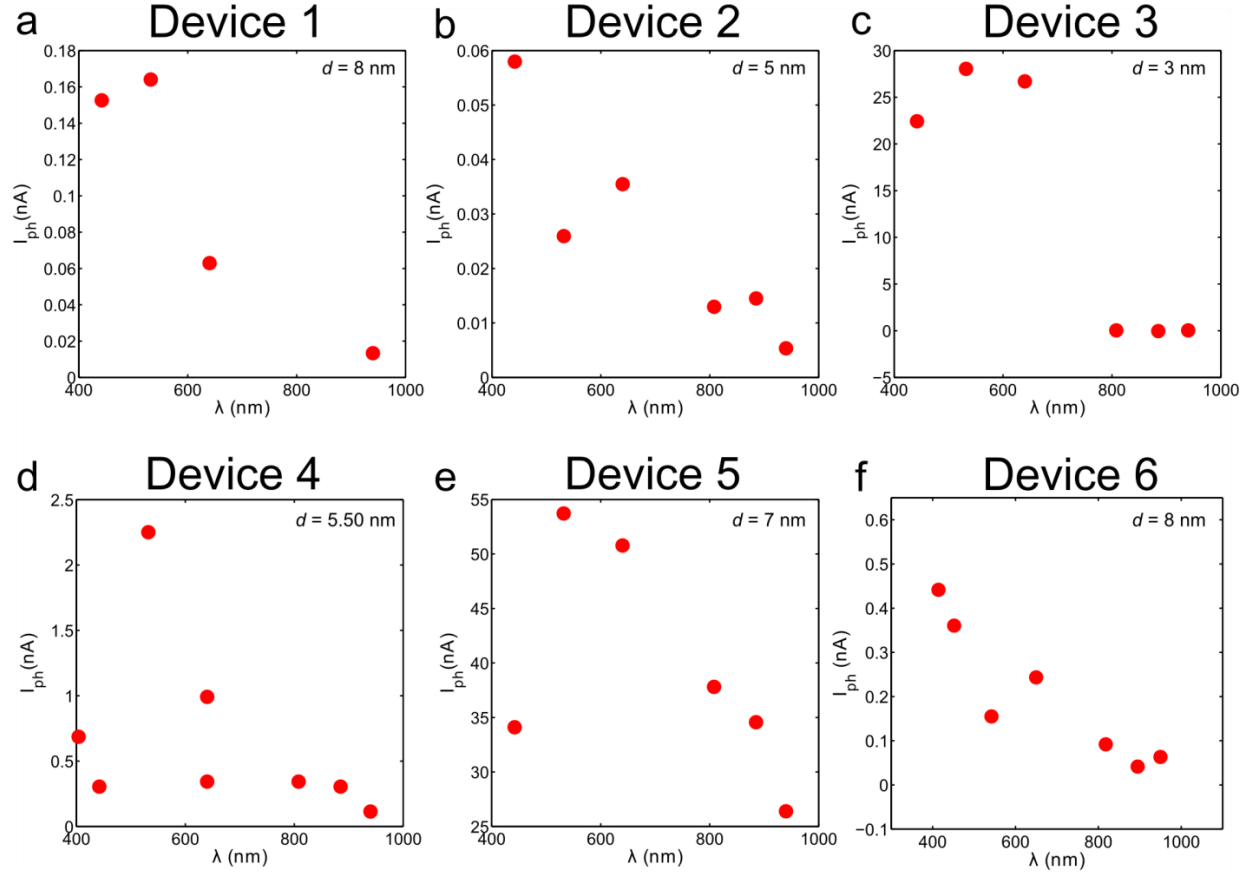 a Device 1
d = 8 nm
0.18
0.16
0.14
0.12
0.1
0.08
0.06
0.04
0.02
0
I_ph(nA)
400 600 800 1000
λ (nm)
b Device 2
d = 5 nm
0.06
0.05
0.04
0.03
0.02
0.01
0
I_ph(nA)
400 600 800 1000
λ (nm)
c Device 3
d = 3 nm
30
25
20
15
10
5
0
−5
I_ph(nA)
400 600 800 1000
λ (nm)
d Device 4
d = 5.50 nm
2.5
2
1.5
1
0.5
0
I_ph(nA)
400 600 800 1000
λ (nm)
e Device 5
d = 7 nm
55
50
45
40
35
30
25
I_ph(nA)
400 600 800 1000
λ (nm)
f Device 6
d = 8 nm
0.6
0.5
0.4
0.3
0.2
0.1
0
−0.1
I_ph (nA)
400 600 800 1000
λ (nm)